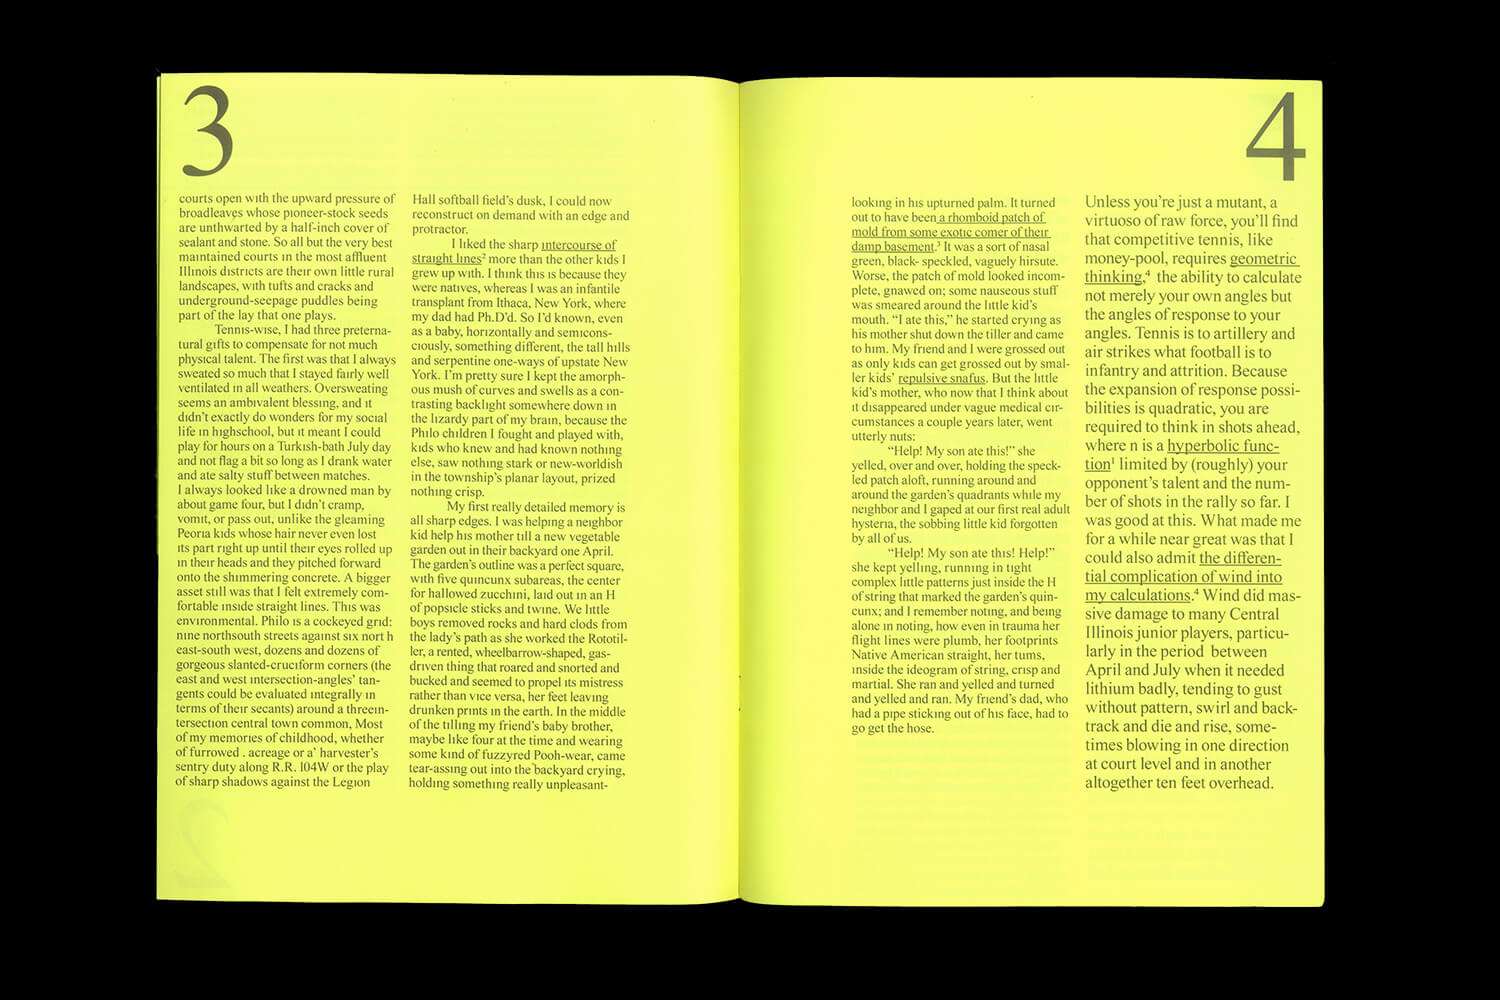 3
courts open with the upward pressure of
broadleaves whose pioneer-stock seeds
are unthwarted by a half-inch cover of
sealant and stone. So all but the very best
maintained courts in the most affluent
Illinois districts are their own little rural
landscapes, with tufts and cracks and
underground-seepage puddles being
part of the lay that one plays.
Tennis-wise, I had three preterna-
tural gifts to compensate for not much
physical talent. The first was that I always
sweated so much that I stayed fairly well
ventilated in all weathers. Oversweating
seems an ambivalent blessing, and it
didn't exactly do wonders for my social
life in highschool, but it meant I could
play for hours on a Turkish-bath July day
and not flag a bit so long as I drank water
and ate salty stuff between matches.
I always looked like a drowned man by
about game four, but I didn't cramp,
vomit, or pass out, unlike the gleaming
Peoria kids whose hair never even lost
its part right up until their eyes rolled up
in their heads and they pitched forward
onto the shimmering concrete. A bigger
asset still was that I felt extremely com-
fortable inside straight lines. This was
environmental. Philo is a cockeyed grid:
nine northsouth streets against six nort h
east-south west, dozens and dozens of
gorgeous slanted-cruciform corners (the
east and west intersection-angles' tan-
gents could be evaluated integrally in
terms of their secants) around a threein-
tersection central town common, Most
of my memories of childhood, whether
of furrowed . acreage or a' harvester's
sentry duty along R.R. l04W or the play
of sharp shadows against the Legion
Hall softball field's dusk, I could now
reconstruct on demand with an edge and
protractor.
I liked the sharp intercourse of
straight lines² more than the other kids I
grew up with. I think this is because they
were natives, whereas I was an infantile
transplant from Ithaca, New York, where
my dad had Ph.D'd. So I'd known, even
as a baby, horizontally and semicons-
ciously, something different, the tall hills
and serpentine one-ways of upstate New
York. I'm pretty sure I kept the amorph-
ous mush of curves and swells as a con-
trasting backlight somewhere down in
the lizardy part of my brain, because the
Philo children I fought and played with,
kids who knew and had known nothing
else, saw nothing stark or new-worldish
in the township's planar layout, prized
nothing crisp.
My first really detailed memory is
all sharp edges. I was helping a neighbor
kid help his mother till a new vegetable
garden out in their backyard one April.
The garden's outline was a perfect square,
with five quincunx subareas, the center
for hallowed zucchini, laid out in an H
of popsicle sticks and twine. We little
boys removed rocks and hard clods from
the lady's path as she worked the Rototil-
ler, a rented, wheelbarrow-shaped, gas-
driven thing that roared and snorted and
bucked and seemed to propel its mistress
rather than vice versa, her feet leaving
drunken prints in the earth. In the middle
of the tilling my friend's baby brother,
maybe like four at the time and wearing
some kind of fuzzyred Pooh-wear, came
tear-assing out into the backyard crying,
holding something really unpleasant-
4
looking in his upturned palm. It turned
out to have been a rhomboid patch of
mold from some exotic comer of their
damp basement.³ It was a sort of nasal
green, black- speckled, vaguely hirsute.
Worse, the patch of mold looked incom-
plete, gnawed on; some nauseous stuff
was smeared around the little kid's
mouth. "I ate this," he started crying as
his mother shut down the tiller and came
to him. My friend and I were grossed out
as only kids can get grossed out by smal-
ler kids' repulsive snafus. But the little
kid's mother, who now that I think about
it disappeared under vague medical cir-
cumstances a couple years later, went
utterly nuts:
"Help! My son ate this!" she
yelled, over and over, holding the speck-
led patch aloft, running around and
around the garden's quadrants while my
neighbor and I gaped at our first real adult
hysteria, the sobbing little kid forgotten
by all of us.
"Help! My son ate this! Help!"
she kept yelling, running in tight
complex little patterns just inside the H
of string that marked the garden's quin-
cunx; and I remember noting, and being
alone in noting, how even in trauma her
flight lines were plumb, her footprints
Native American straight, her tums,
inside the ideogram of string, crisp and
martial. She ran and yelled and turned
and yelled and ran. My friend's dad, who
had a pipe sticking out of his face, had to
go get the hose.
Unless you're just a mutant, a
virtuoso of raw force, you'll find
that competitive tennis, like
money-pool, requires geometric
thinking,⁴ the ability to calculate
not merely your own angles but
the angles of response to your
angles. Tennis is to artillery and
air strikes what football is to
infantry and attrition. Because
the expansion of response possi-
bilities is quadratic, you are
required to think in shots ahead,
where n is a hyperbolic func-
tion¹ limited by (roughly) your
opponent's talent and the num-
ber of shots in the rally so far. I
was good at this. What made me
for a while near great was that I
could also admit the differen-
tial complication of wind into
my calculations.⁴ Wind did mas-
sive damage to many Central
Illinois junior players, particu-
larly in the period between
April and July when it needed
lithium badly, tending to gust
without pattern, swirl and back-
track and die and rise, some-
times blowing in one direction
at court level and in another
altogether ten feet overhead.
2